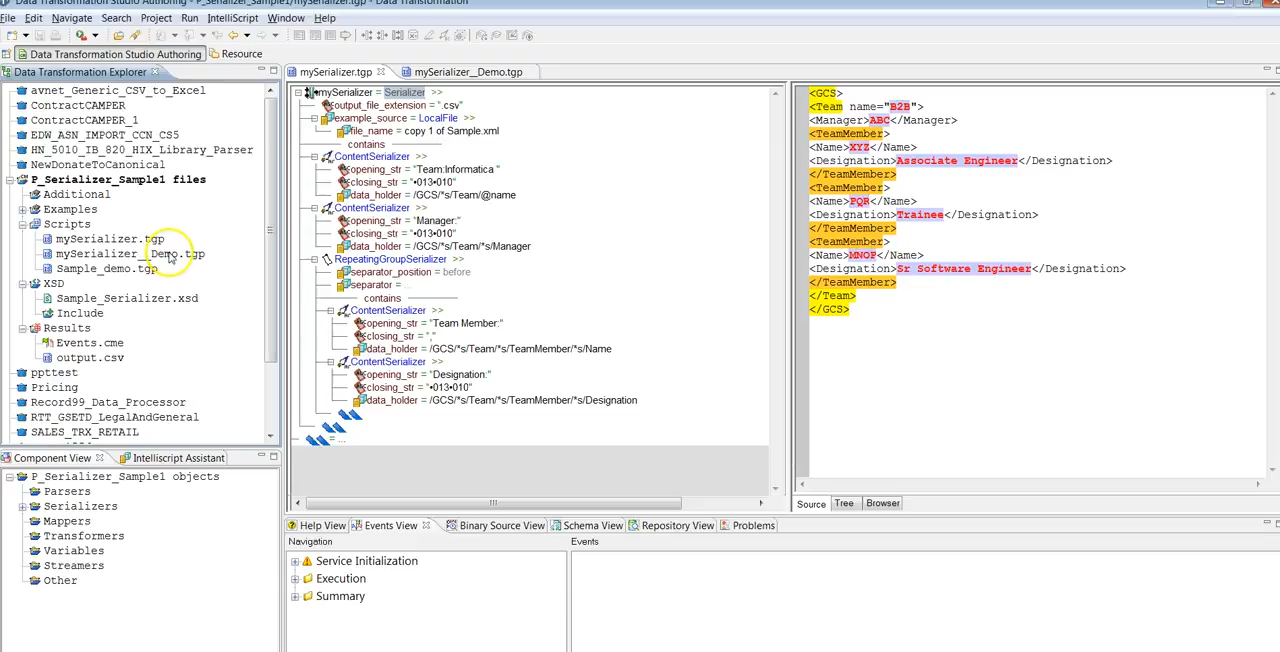 Data Transformation Studio Authoring - P_Serializer_Sample1/mySerializer.tgp - Data Transformation
File Edit Navigate Search Project Run IntelliScript Window Help
Data Transformation Studio Authoring Resource
Data Transformation Explorer
avnet_Generic_CSV_to_Excel
ContractCAMPER
ContractCAMPER_1
EDW_ASN_IMPORT_CCN_CS5
HN_5010_IB_820_HIX_Library_Parser
NewDonateToCanonical
P_Serializer_Sample1 files
Additional
Examples
Scripts
mySerializer.tgp
mySerializer__Demo.tgp
Sample_demo.tgp
XSD
Sample_Serializer.xsd
Include
Results
Events.cme
output.csv
ppttest
Pricing
Record99_Data_Processor
RTT_GSETD_LegalAndGeneral
SALES_TRX_RETAIL
Component View Intelliscript Assistant
P_Serializer_Sample1 objects
Parsers
Serializers
Mappers
Transformers
Variables
Streamers
Other
mySerializer.tgp mySerializer__Demo.tgp
mySerializer = Serializer >>
output_file_extension = ".csv"
example_source = LocalFile >>
file_name = copy 1 of Sample.xml
contains
ContentSerializer >>
opening_str = "Team:Informatica "
closing_str = "•013•010"
data_holder = /GCS/*s/Team/@name
ContentSerializer >>
opening_str = "Manager:"
closing_str = "•013•010"
data_holder = /GCS/*s/Team/*s/Manager
RepeatingGroupSerializer >>
separator_position = before
separator = ...
contains
ContentSerializer >>
opening_str = "Team Member:"
closing_str = ","
data_holder = /GCS/*s/Team/*s/TeamMember/*s/Name
ContentSerializer >>
opening_str = "Designation:"
closing_str = "•013•010"
data_holder = /GCS/*s/Team/*s/TeamMember/*s/Designation
= ...
<GCS>
<Team name="B2B">
<Manager>ABC</Manager>
<TeamMember>
<Name>XYZ</Name>
<Designation>Associate Engineer</Designation>
</TeamMember>
<TeamMember>
<Name>PQR</Name>
<Designation>Trainee</Designation>
</TeamMember>
<TeamMember>
<Name>MNOP</Name>
<Designation>Sr Software Engineer</Designation>
</TeamMember>
</Team>
</GCS>
Source Tree Browser
Help View Events View Binary Source View Schema View Repository View Problems
Navigation Events
Service Initialization
Execution
Summary